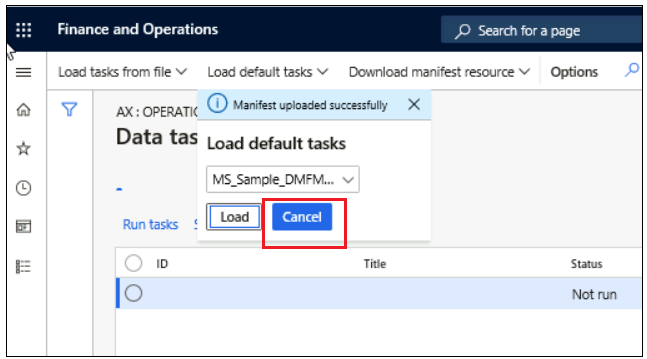 Finance and Operations
Search for a page
Load tasks from file
Load default tasks
Download manifest resource
Options
AX : OPERATIO
Manifest uploaded successfully
Data tas
Load default tasks
MS_Sample_DMFM...
Load
Cancel
Run tasks
ID
Title
Status
Not run